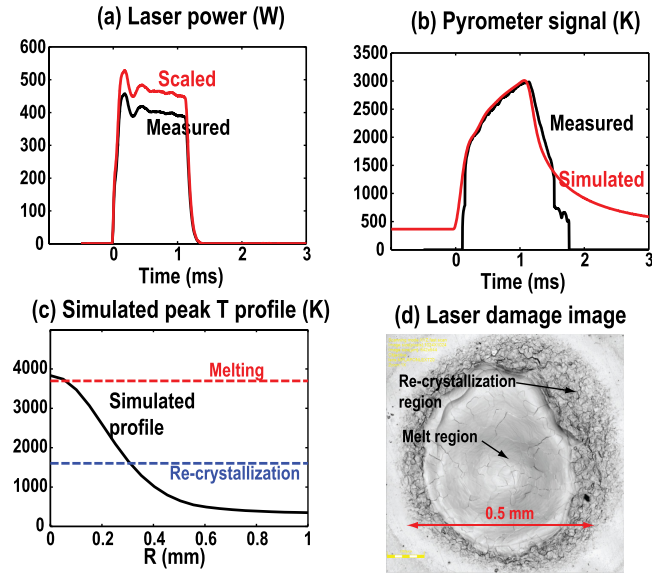 (a) Laser power (W)
600
500
400
300
200
100
0
Scaled
Measured
0
1
2
3
Time (ms)
(b) Pyrometer signal (K)
3000
2500
2000
1500
1000
500
0
Measured
Simulated
0
1
2
3
Time (ms)
(c) Simulated peak T profile (K)
4000
3000
2000
1000
0
Melting
Simulated
profile
Re-crystallization
0
0.2
0.4
0.6
0.8
1
R (mm)
(d) Laser damage image
Re-crystallization
region
Melt region
0.5 mm